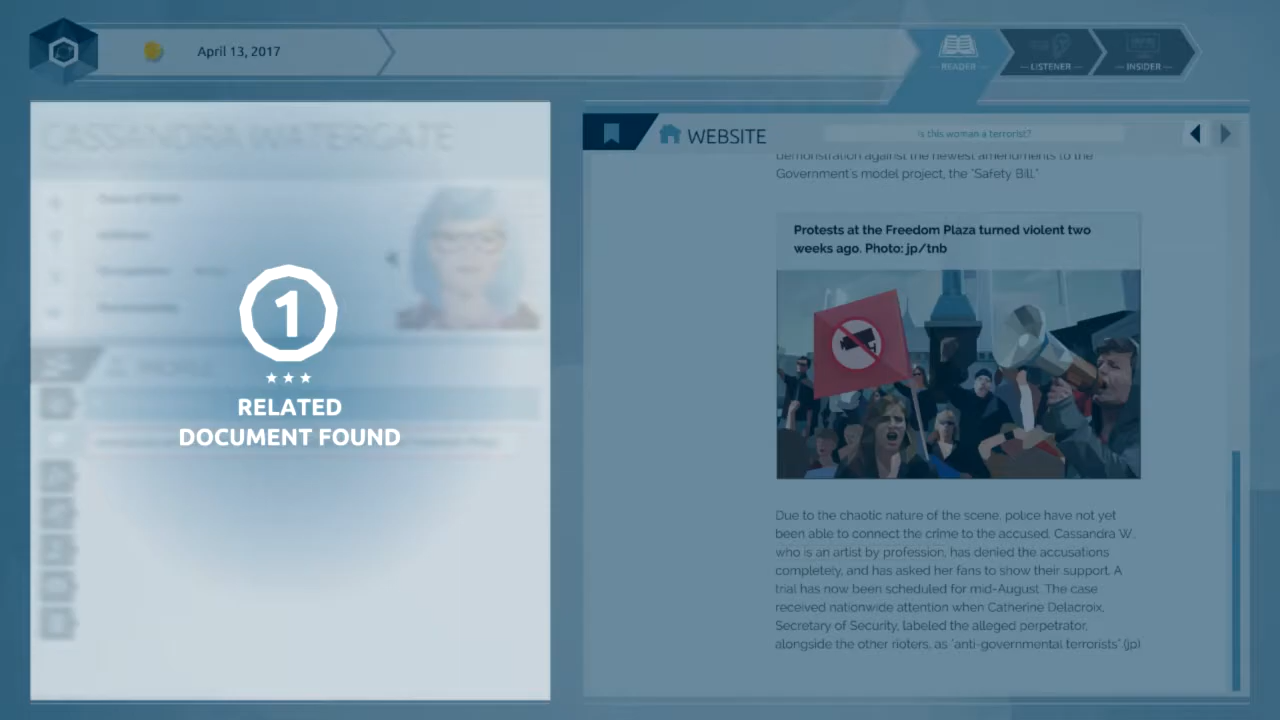 April 13, 2017
READER
LISTENER
INSIDER
CASSANDRA WATERGATE
1
RELATED
DOCUMENT FOUND
WEBSITE
Is this woman a terrorist?
Demonstration against the newest amendments to the
Government's model project, the "Safety Bill."
Protests at the Freedom Plaza turned violent two
weeks ago. Photo: jp/tnb
Due to the chaotic nature of the scene, police have not yet
been able to connect the crime to the accused. Cassandra W.,
who is an artist by profession, has denied the accusations
completely, and has asked her fans to show their support. A
trial has now been scheduled for mid-August. The case
received nationwide attention when Catherine Delacroix,
Secretary of Security, labeled the alleged perpetrator,
alongside the other rioters, as "anti-governmental terrorists" (jp)